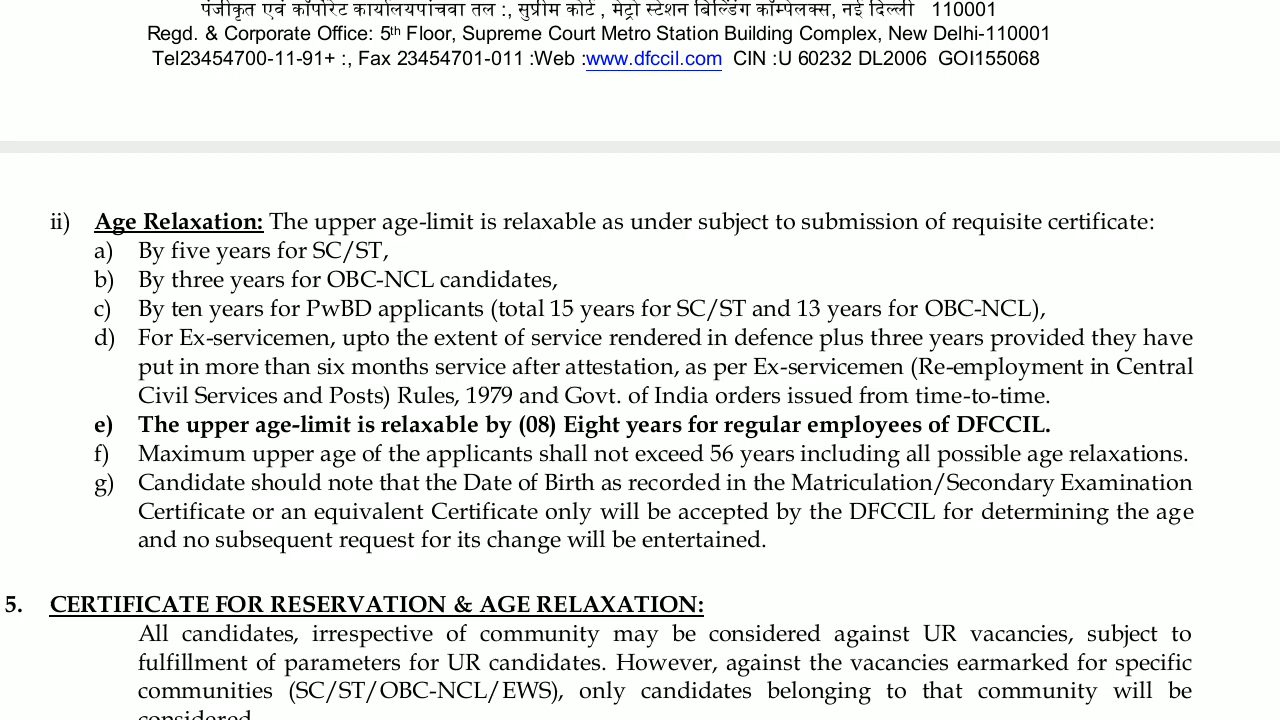 पंजीकृत एवं कॉर्पोरेट कार्यालयपांचवा तल :, सुप्रीम कोर्ट , मेट्रो स्टेशन बिल्डिंग कॉम्पेलक्स, नई दिल्ली 110001
Regd. & Corporate Office: 5th Floor, Supreme Court Metro Station Building Complex, New Delhi-110001
Tel23454700-11-91+ :, Fax 23454701-011 :Web :www.dfccil.com CIN :U 60232 DL2006 GOI155068
ii) Age Relaxation: The upper age-limit is relaxable as under subject to submission of requisite certificate:
a) By five years for SC/ST,
b) By three years for OBC-NCL candidates,
c) By ten years for PwBD applicants (total 15 years for SC/ST and 13 years for OBC-NCL),
d) For Ex-servicemen, upto the extent of service rendered in defence plus three years provided they have
put in more than six months service after attestation, as per Ex-servicemen (Re-employment in Central
Civil Services and Posts) Rules, 1979 and Govt. of India orders issued from time-to-time.
e) The upper age-limit is relaxable by (08) Eight years for regular employees of DFCCIL.
f) Maximum upper age of the applicants shall not exceed 56 years including all possible age relaxations.
g) Candidate should note that the Date of Birth as recorded in the Matriculation/Secondary Examination
Certificate or an equivalent Certificate only will be accepted by the DFCCIL for determining the age
and no subsequent request for its change will be entertained.
5. CERTIFICATE FOR RESERVATION & AGE RELAXATION:
All candidates, irrespective of community may be considered against UR vacancies, subject to
fulfillment of parameters for UR candidates. However, against the vacancies earmarked for specific
communities (SC/ST/OBC-NCL/EWS), only candidates belonging to that community will be
considered.